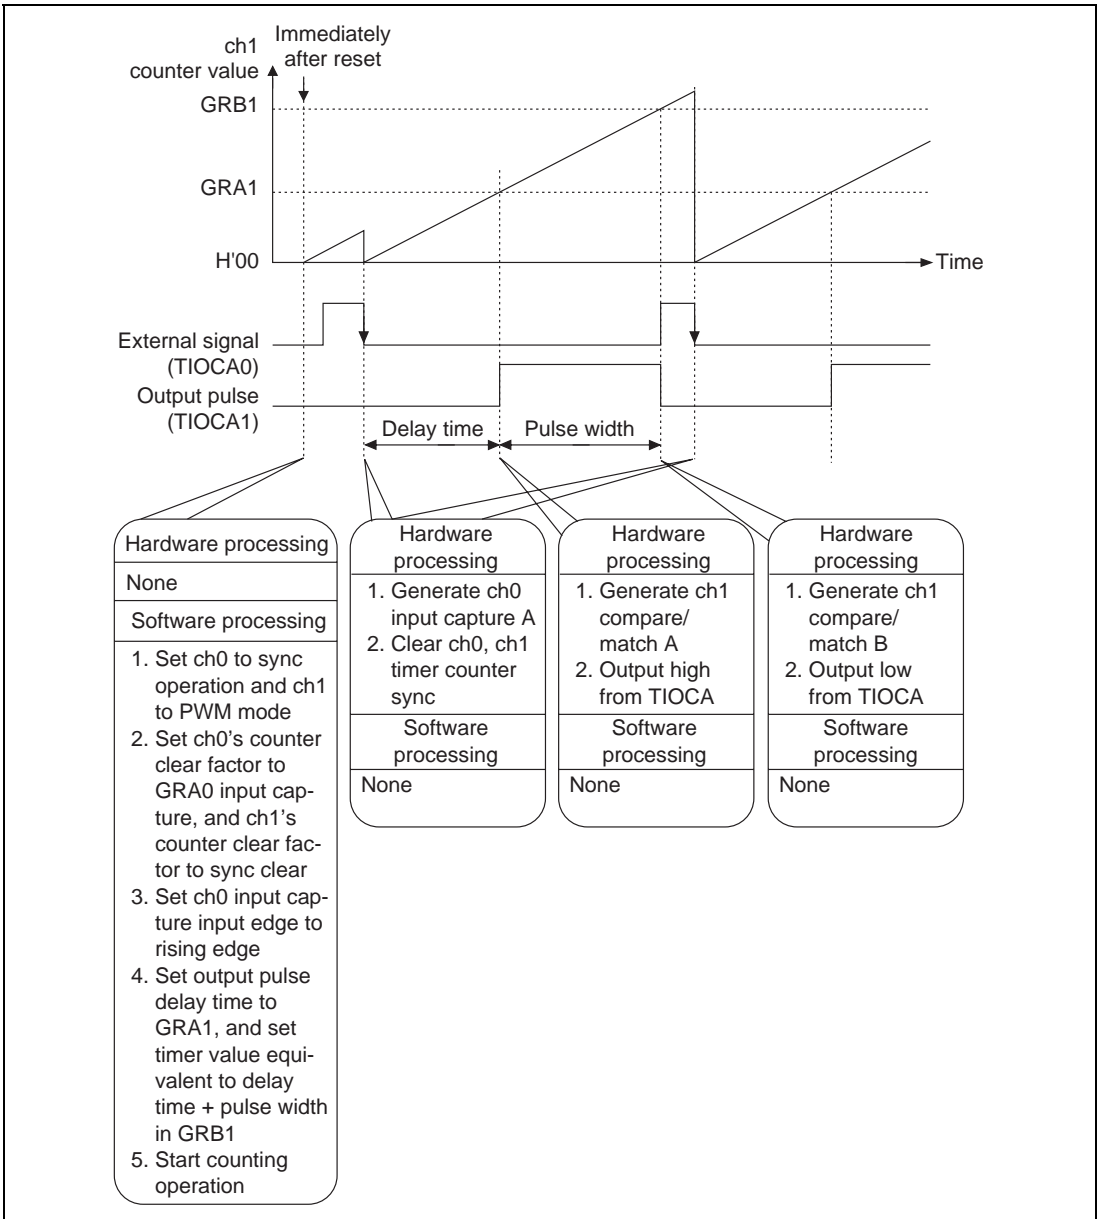 Immediately
after reset
ch1
counter value
GRB1
GRA1
H'00
Time
External signal
(TIOCA0)
Output pulse
(TIOCA1)
Delay time
Pulse width
Hardware processing
None
Software processing
1. Set ch0 to sync
operation and ch1
to PWM mode
2. Set ch0's counter
clear factor to
GRA0 input cap-
ture, and ch1's
counter clear fac-
tor to sync clear
3. Set ch0 input cap-
ture input edge to
rising edge
4. Set output pulse
delay time to
GRA1, and set
timer value equi-
valent to delay
time + pulse width
in GRB1
5. Start counting
operation
Hardware
processing
1. Generate ch0
input capture A
2. Clear ch0, ch1
timer counter
sync
Software
processing
None
Hardware
processing
1. Generate ch1
compare/
match A
2. Output high
from TIOCA
Software
processing
None
Hardware
processing
1. Generate ch1
compare/
match B
2. Output low
from TIOCA
Software
processing
None